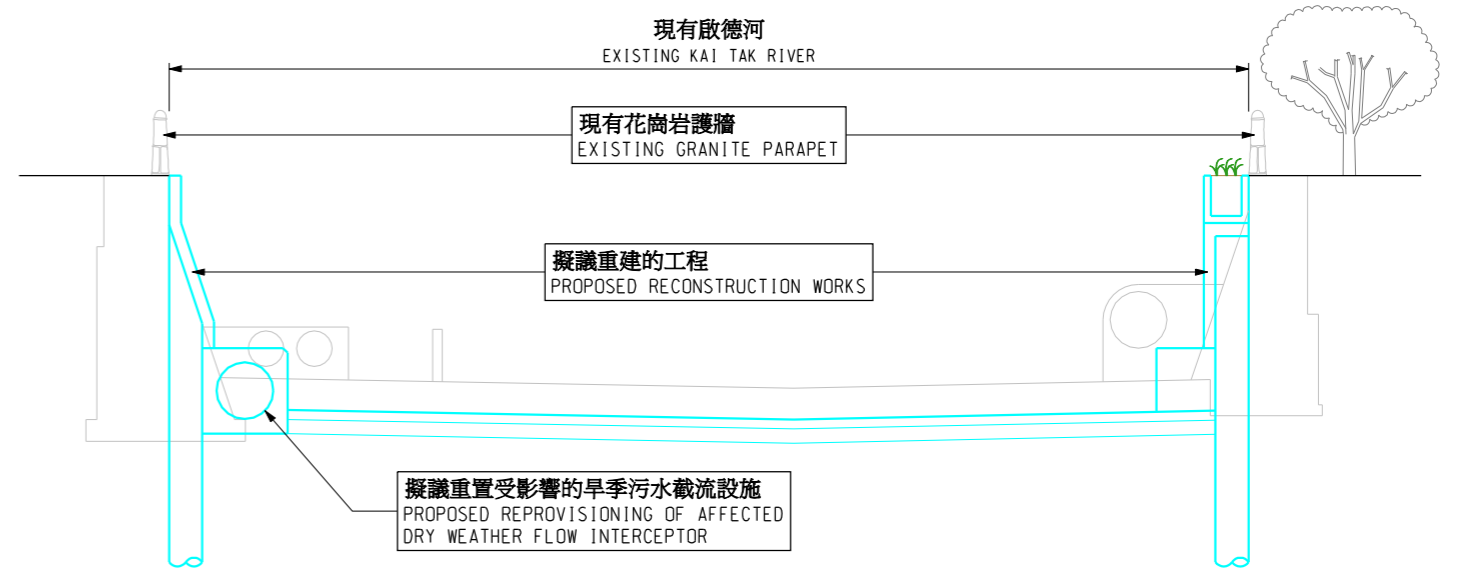 現有啟德河
EXISTING KAI TAK RIVER
現有花崗岩護牆
EXISTING GRANITE PARAPET
擬議重建的工程
PROPOSED RECONSTRUCTION WORKS
擬議重置受影響的旱季污水截流設施
PROPOSED REPROVISIONING OF AFFECTED
DRY WEATHER FLOW INTERCEPTOR